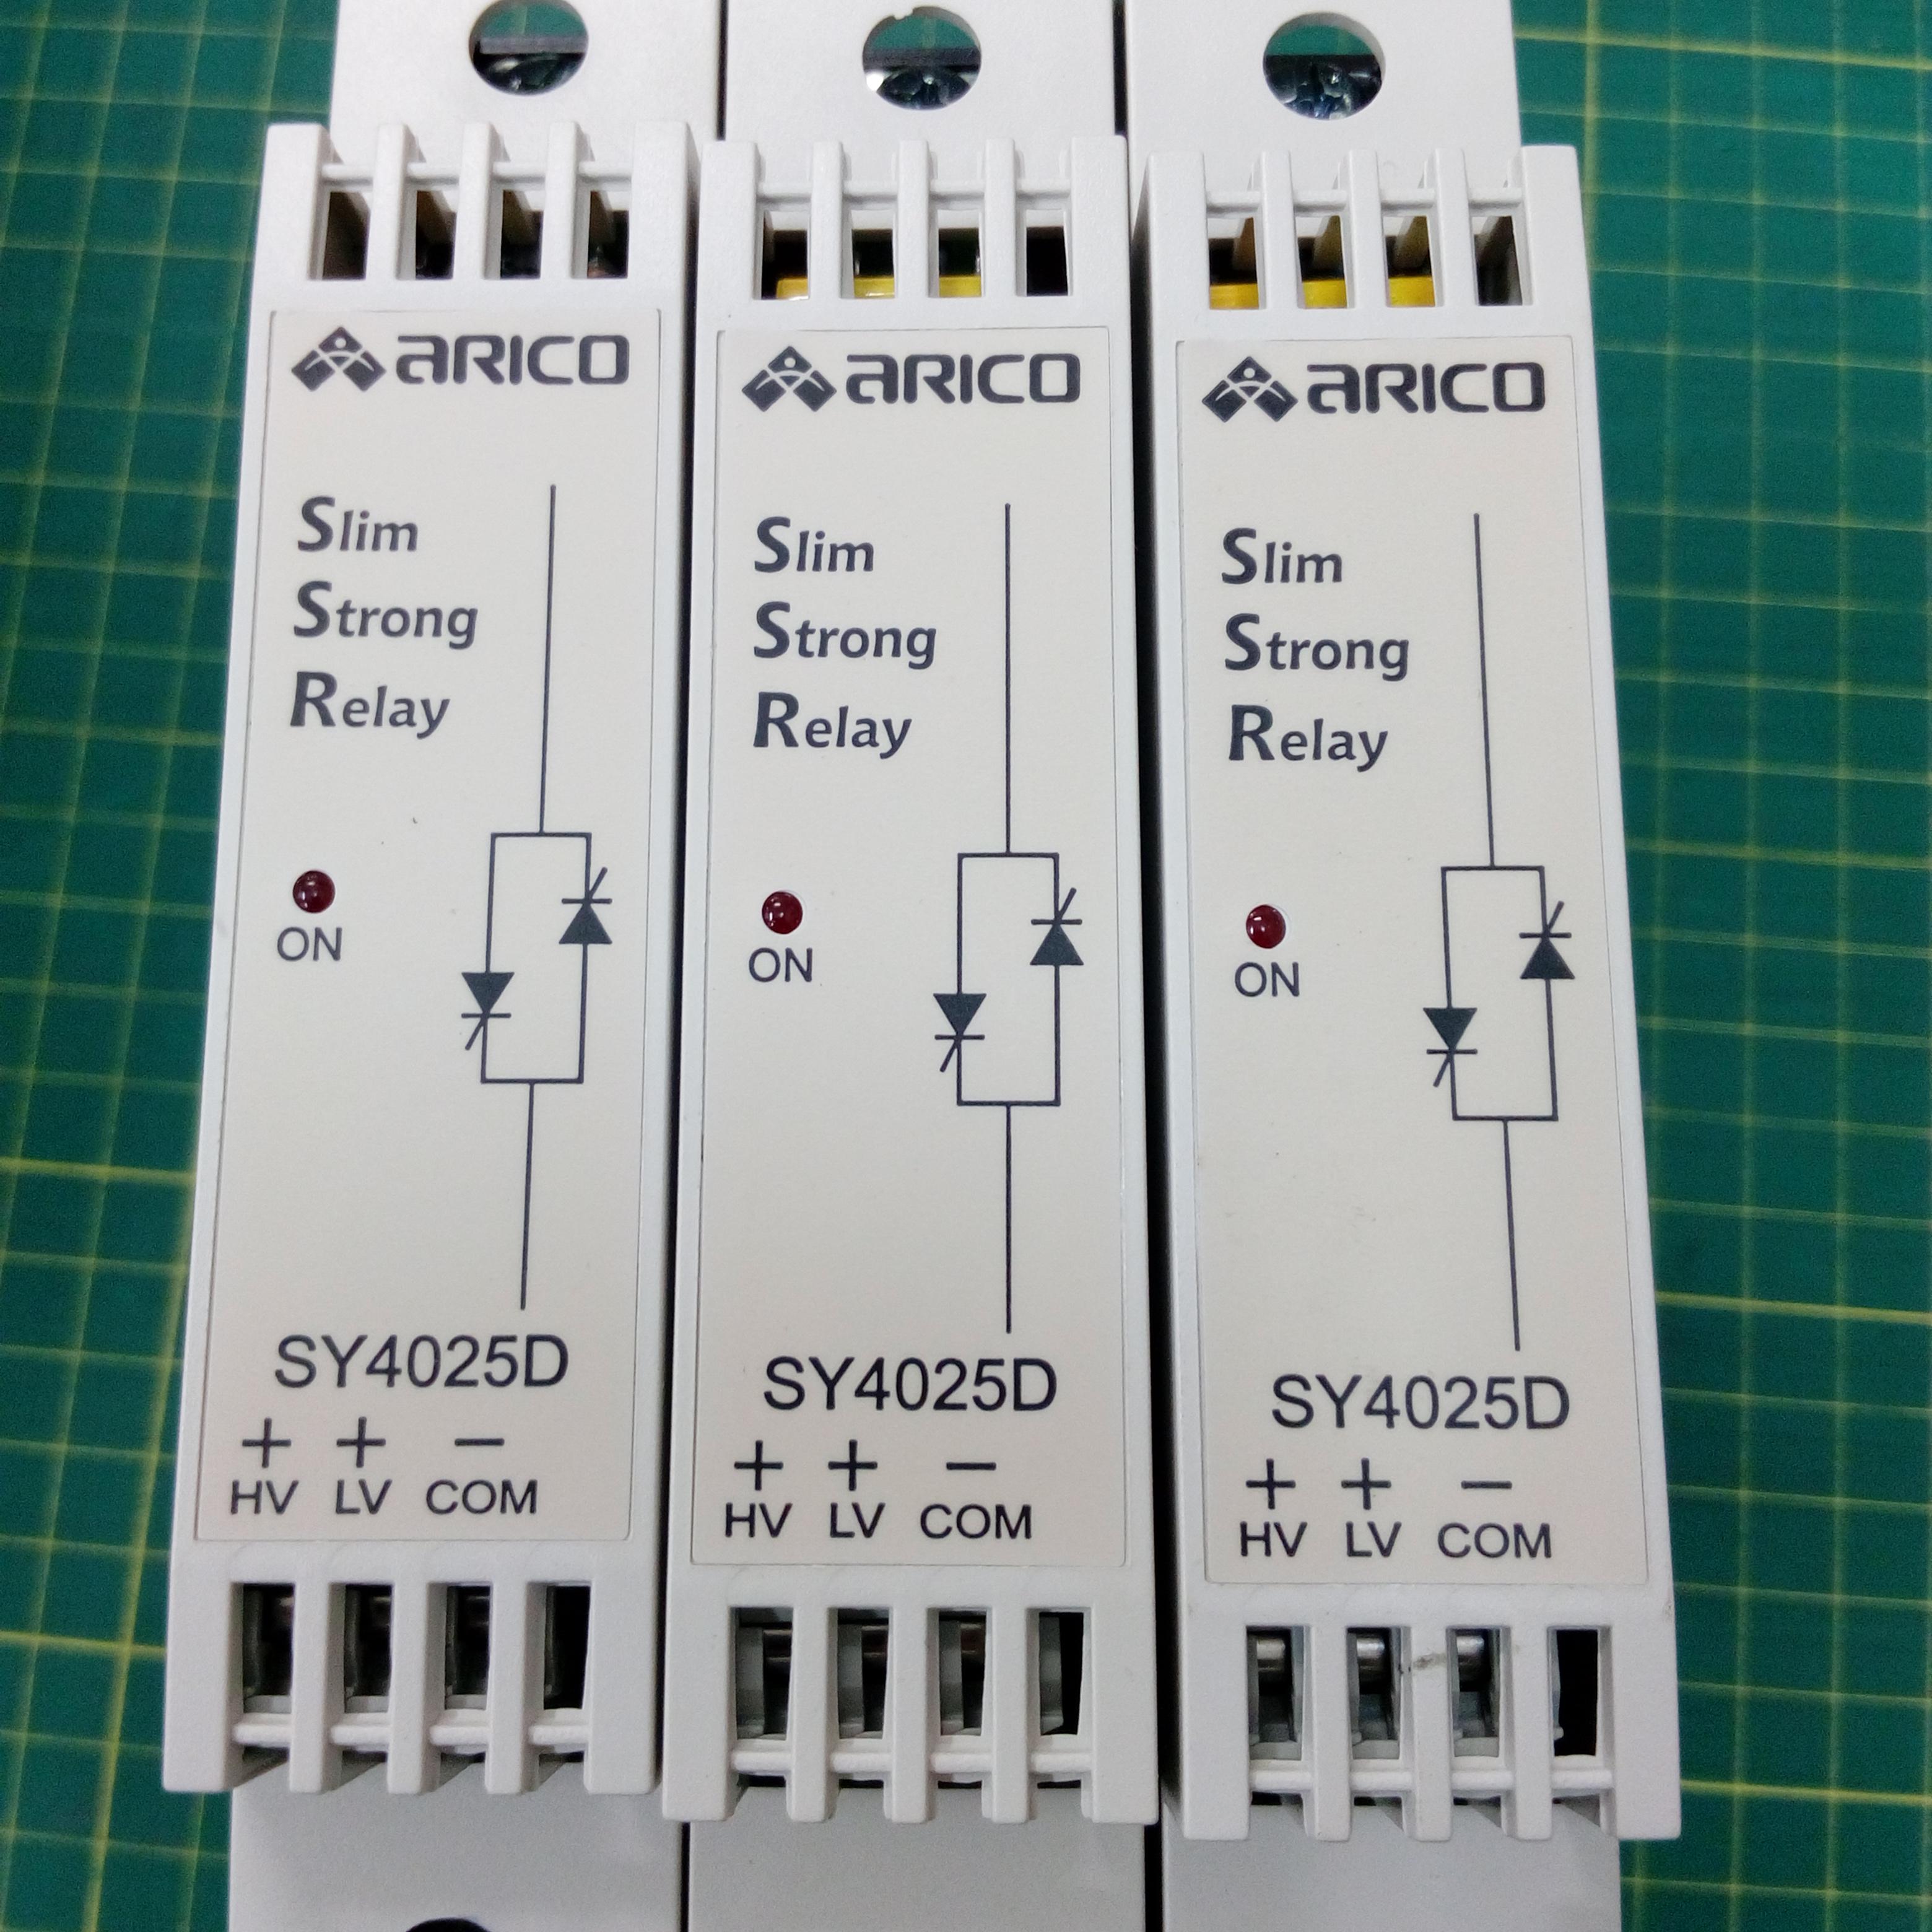 ARICO
Slim
Strong
Relay
ON
SY4025D
+ + −
HV LV COM
ARICO
Slim
Strong
Relay
ON
SY4025D
+ + −
HV LV COM
ARICO
Slim
Strong
Relay
ON
SY4025D
+ + −
HV LV COM